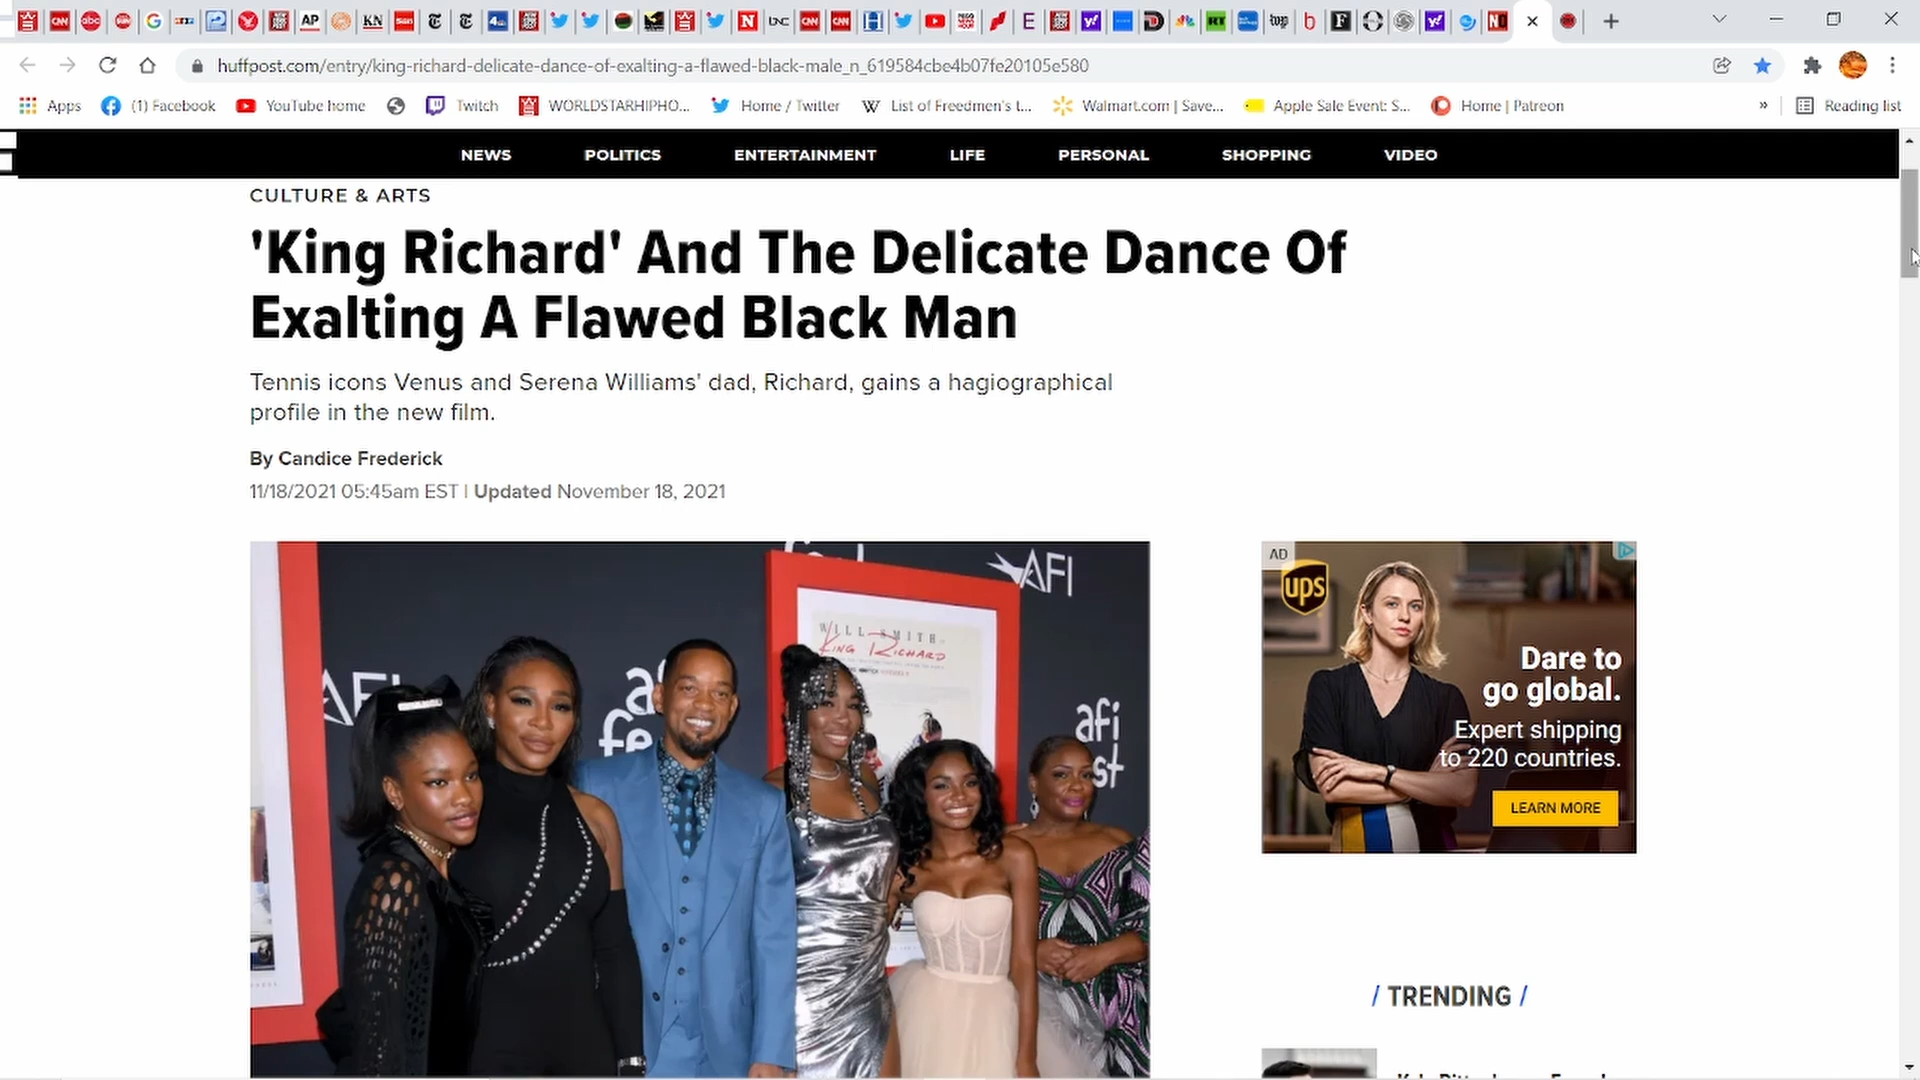 huffpost.com/entry/king-richard-delicate-dance-of-exalting-a-flawed-black-male_n_619584cbe4b07fe20105e580
Apps
(1) Facebook
YouTube home
Twitch
WORLDSTARHIPHO...
Home / Twitter
List of Freedmen's t...
Walmart.com | Save...
Apple Sale Event: S...
Home | Patreon
»
Reading list
NEWS
POLITICS
ENTERTAINMENT
LIFE
PERSONAL
SHOPPING
VIDEO
CULTURE & ARTS
'King Richard' And The Delicate Dance Of
Exalting A Flawed Black Man
Tennis icons Venus and Serena Williams' dad, Richard, gains a hagiographical
profile in the new film.
By Candice Frederick
11/18/2021 05:45am EST | Updated November 18, 2021
AFI
WILL SMITH
KING RICHARD
AFI
afi
st
AD
ups
Dare to
go global.
Expert shipping
to 220 countries.
LEARN MORE
/ TRENDING /